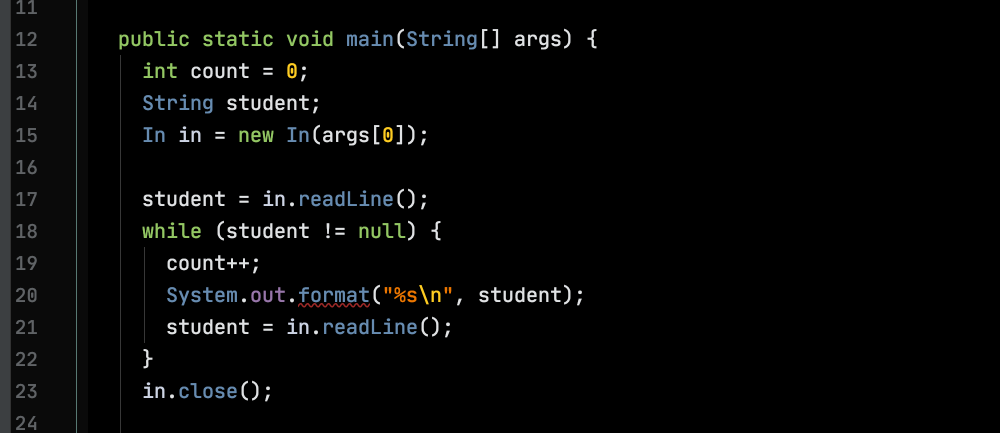 11
12 public static void main(String[] args) {
13 int count = 0;
14 String student;
15 In in = new In(args[0]);
16
17 student = in.readLine();
18 while (student != null) {
19 count++;
20 System.out.format("%s\n", student);
21 student = in.readLine();
22 }
23 in.close();
24